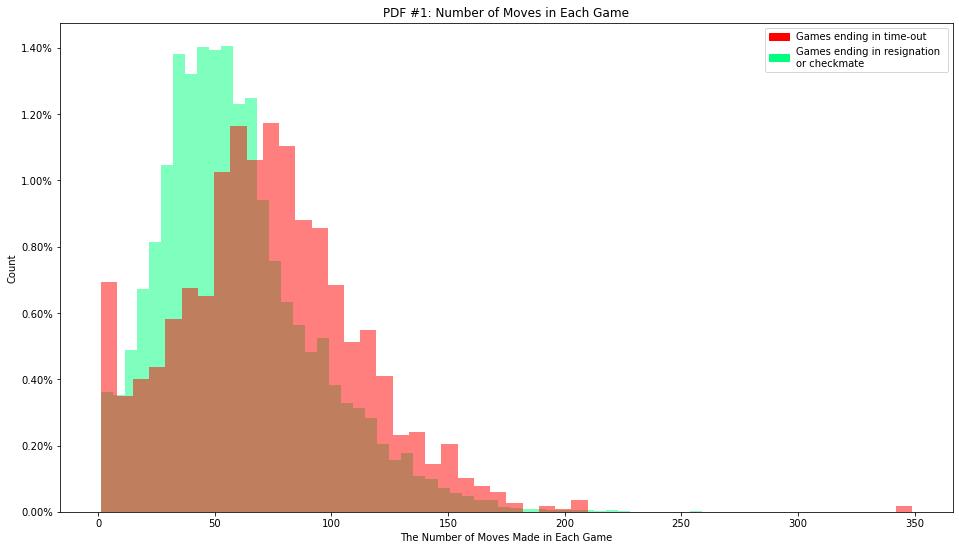 PDF #1: Number of Moves in Each Game
Games ending in time-out
Games ending in resignation
or checkmate
1.40%
1.20%
1.00%
0.80%
0.60%
0.40%
0.20%
0.00%
Count
0 50 100 150 200 250 300 350
The Number of Moves Made in Each Game